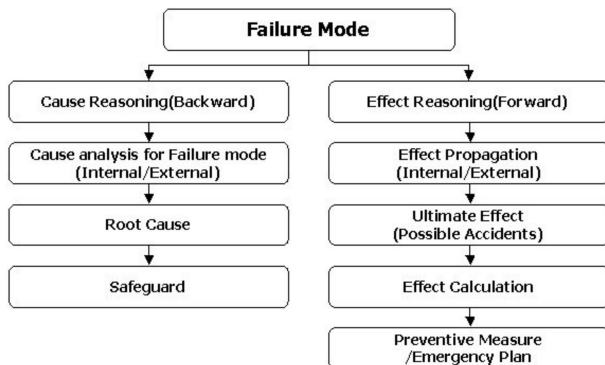 Failure Mode
Cause Reasoning(Backward)
Effect Reasoning(Forward)
Cause analysis for Failure mode
(Internal/External)
Effect Propagation
(Internal/External)
Root Cause
Ultimate Effect
(Possible Accidents)
Safeguard
Effect Calculation
Preventive Measure
/Emergency Plan